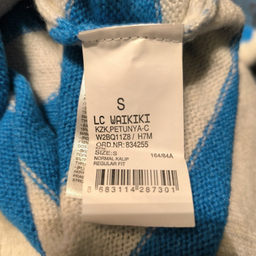 S
LC WAIKIKI
KZK,PETUNYA-C
W2BQ11Z8 / H7M
ORD.NR:834255
SIZE:S 164/84A
NORMAL KALIP
REGULAR FIT
8 683114 287301